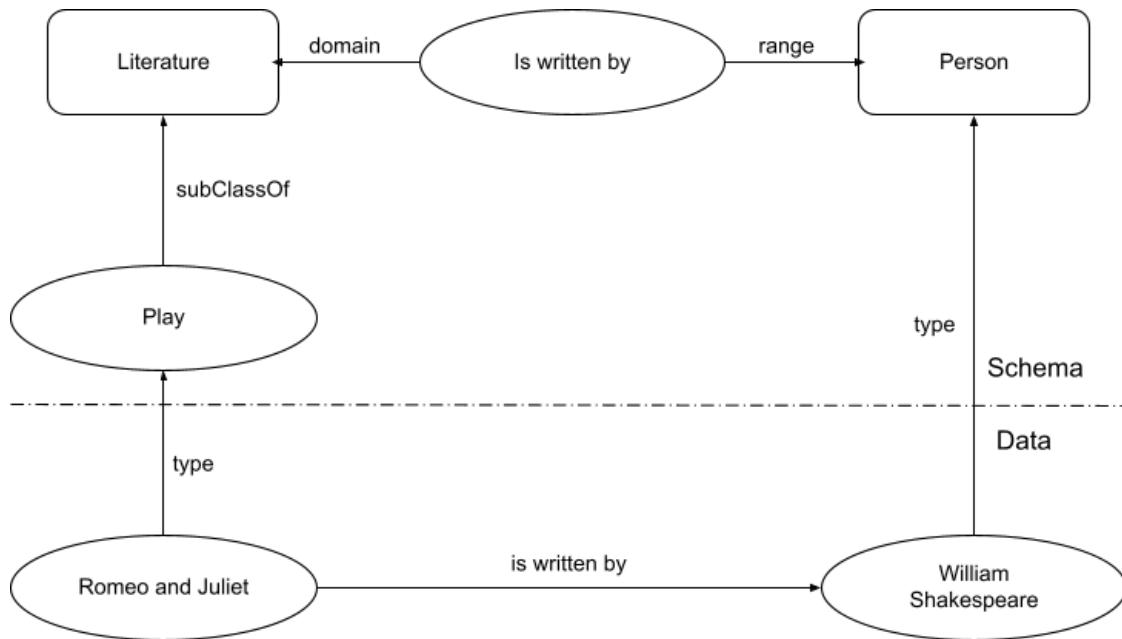 Literature
domain
Is written by
range
Person
subClassOf
Play
type
Schema
Data
type
Romeo and Juliet
is written by
William
Shakespeare